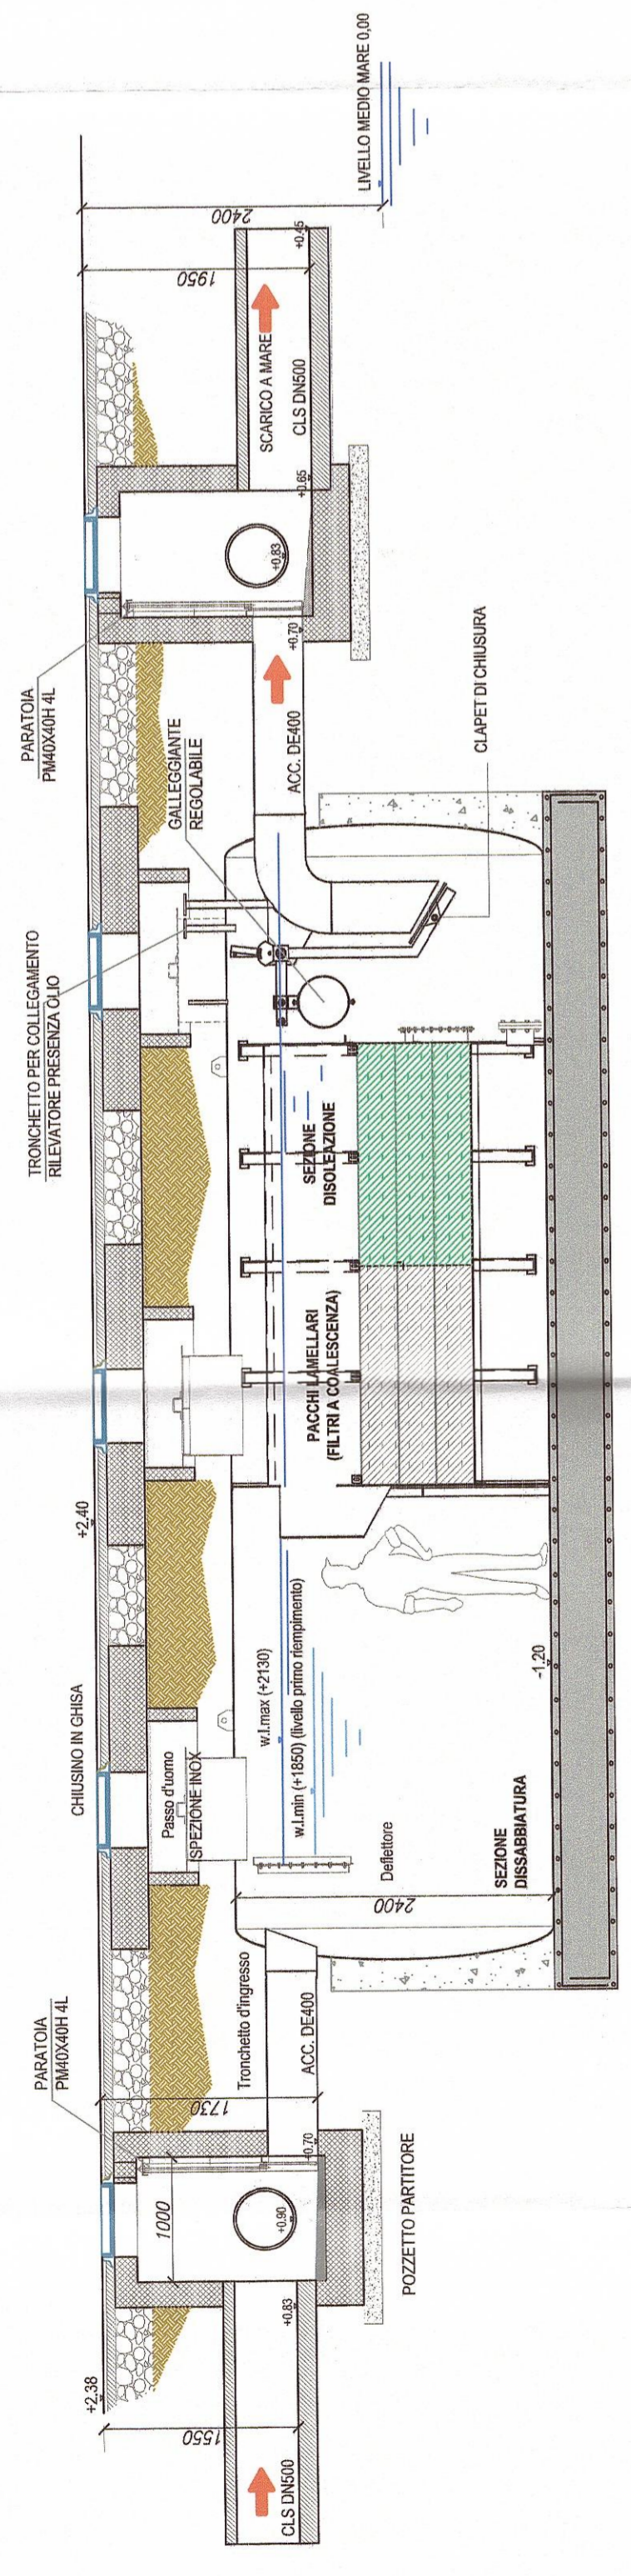 +2.38
1550
CLS DN500
+0.83
1000
+0.90
+0.70
POZZETTO PARTITORE
PARATOIA
PM40X40H 4L
1730
Tronchetto d'ingresso
ACC. DE400
2400
CHIUSINO IN GHISA
Passo d'uomo
ISPEZIONE INOX
w.l.max (+2130)
w.l.min (+1850) (livello primo riempimento)
Deflettore
SEZIONE
DISSABBIATURA
-1.20
+2.40
PACCHI LAMELLARI
(FILTRI A COALESCENZA)
SEZIONE
DISOLEAZIONE
TRONCHETTO PER COLLEGAMENTO
RILEVATORE PRESENZA OLIO
GALLEGGIANTE
REGOLABILE
CLAPET DI CHIUSURA
ACC. DE400
PARATOIA
PM40X40H 4L
+0.70
+0.83
+0.65
SCARICO A MARE
CLS DN500
+0.45
1950
2400
LIVELLO MEDIO MARE 0,00